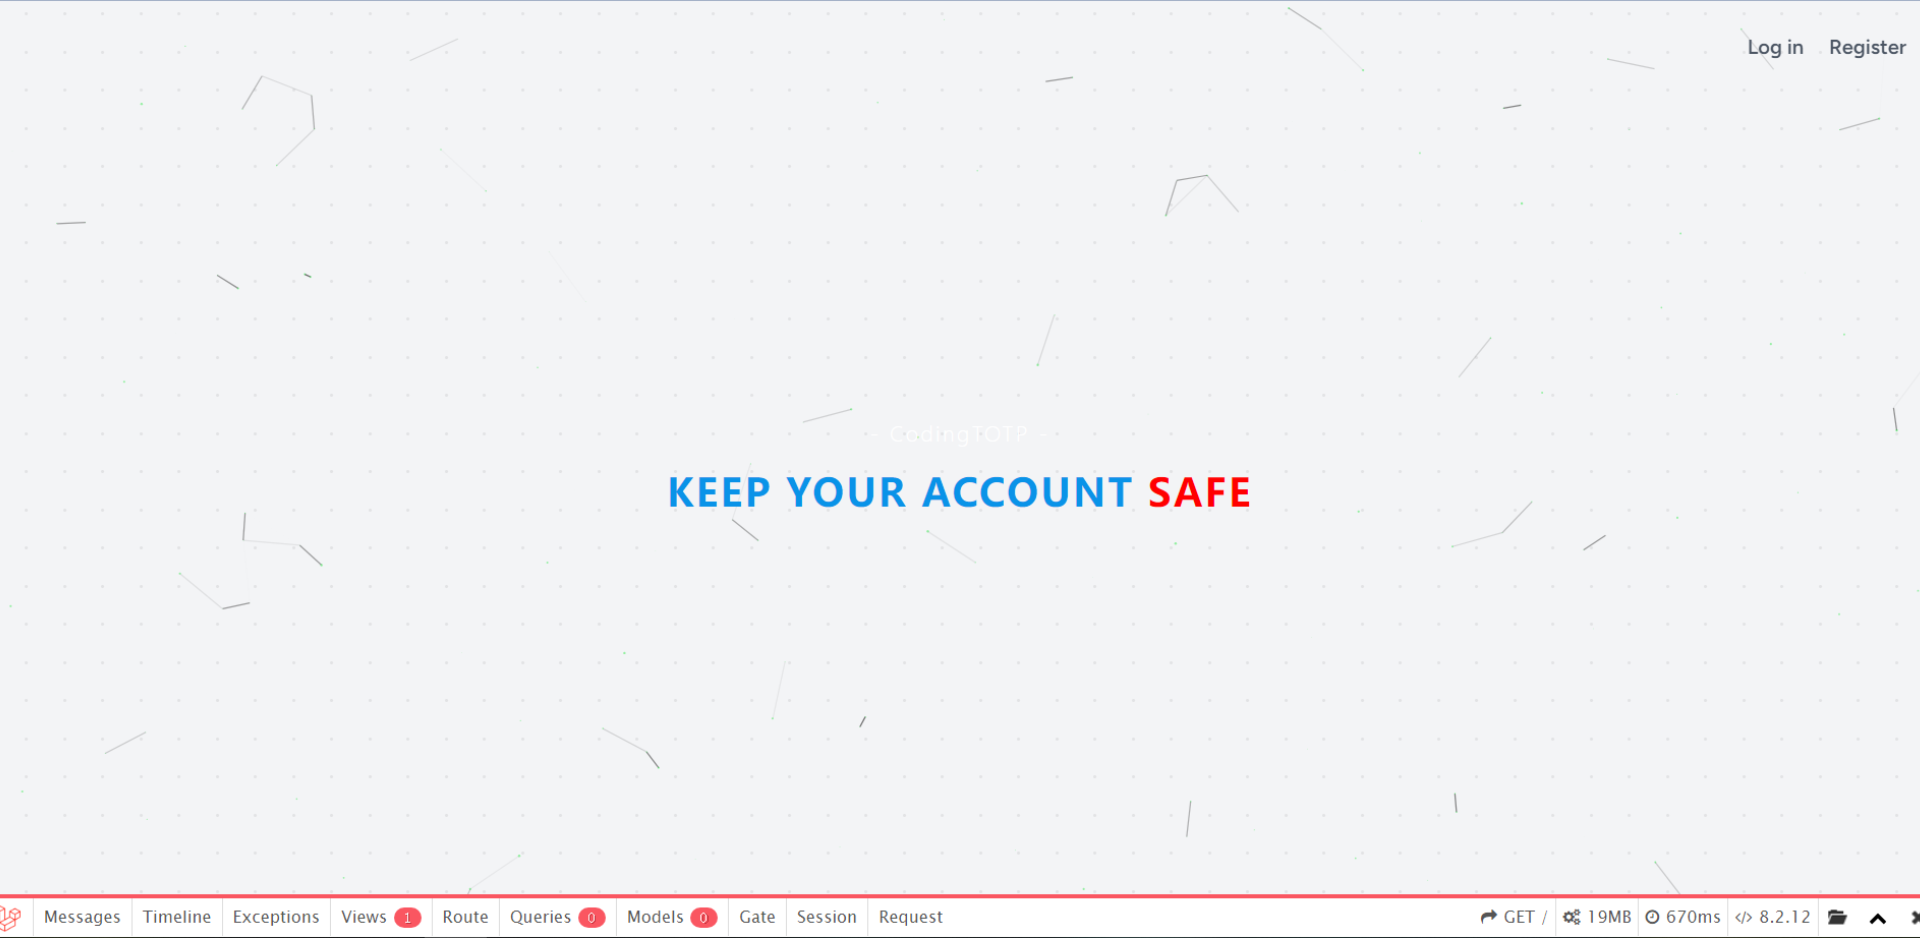 Log in Register
- CodingTOTP -
KEEP YOUR ACCOUNT SAFE
Messages Timeline Exceptions Views 1 Route Queries 0 Models 0 Gate Session Request GET / 19MB 670ms 8.2.12